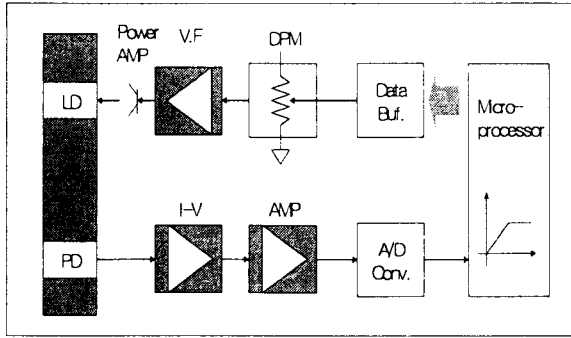 Power
AMP
V.F
DPM
LD
Data
Buf.
Micro-
processor
I-V
AMP
PD
A/D
Conv.